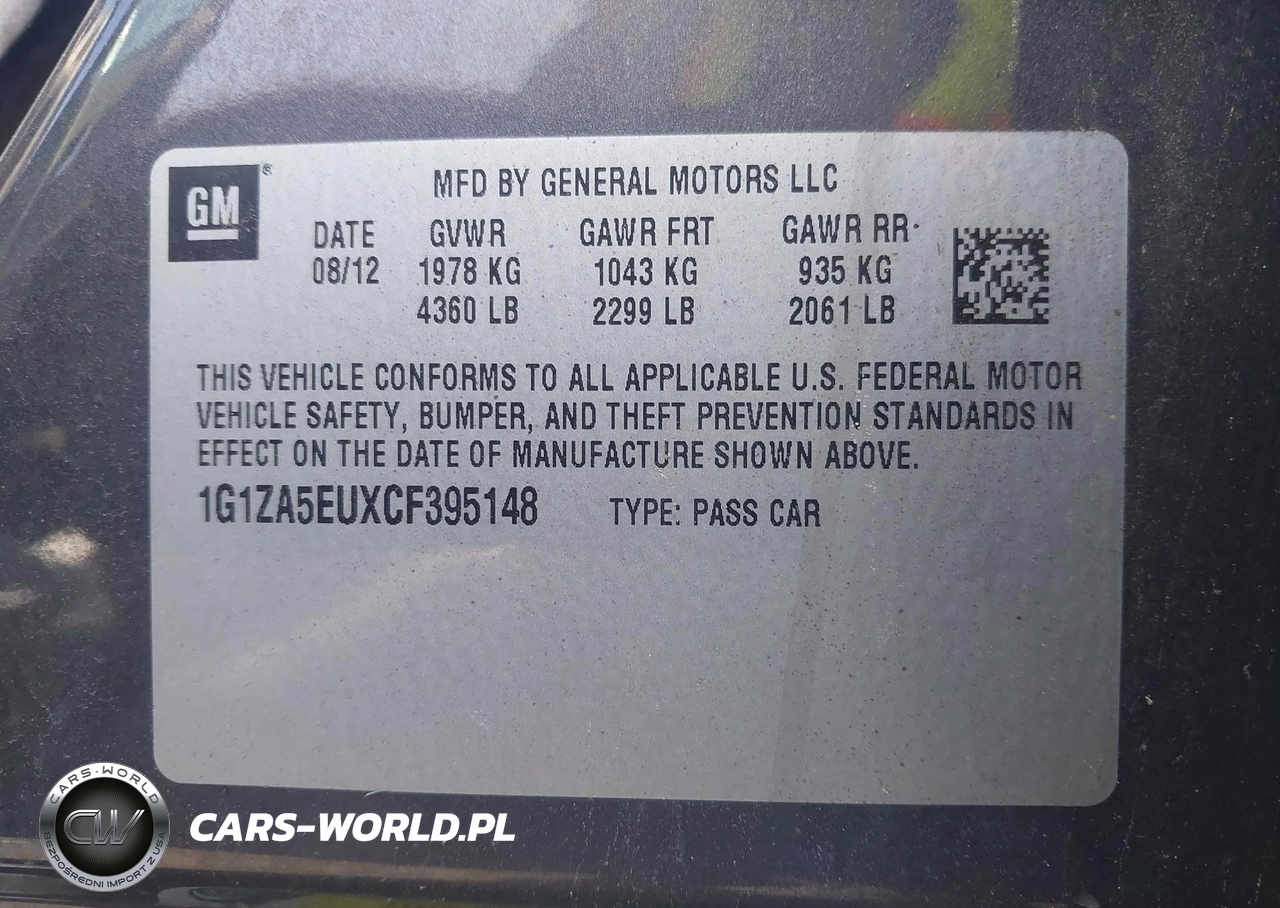 GM ®
MFD BY GENERAL MOTORS LLC
DATE GVWR GAWR FRT GAWR RR
08/12 1978 KG 1043 KG 935 KG
4360 LB 2299 LB 2061 LB
THIS VEHICLE CONFORMS TO ALL APPLICABLE U.S. FEDERAL MOTOR
VEHICLE SAFETY, BUMPER, AND THEFT PREVENTION STANDARDS IN
EFFECT ON THE DATE OF MANUFACTURE SHOWN ABOVE.
1G1ZA5EUXCF395148 TYPE: PASS CAR
CARS-WORLD
CW
BEZPOŚREDNI IMPORT Z USA
CARS-WORLD.PL